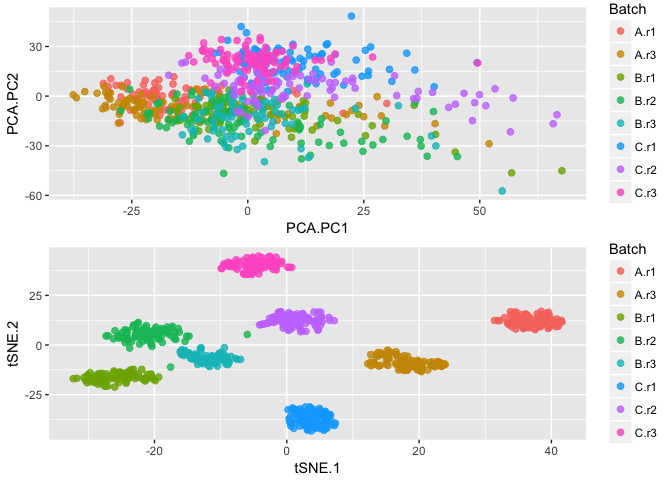 Batch
A.r1
A.r3
B.r1
B.r2
B.r3
C.r1
C.r2
C.r3
30
0
-30
-60
PCA.PC2
-25 0 25 50
PCA.PC1
Batch
A.r1
A.r3
B.r1
B.r2
B.r3
C.r1
C.r2
C.r3
25
0
-25
tSNE.2
-20 0 20 40
tSNE.1